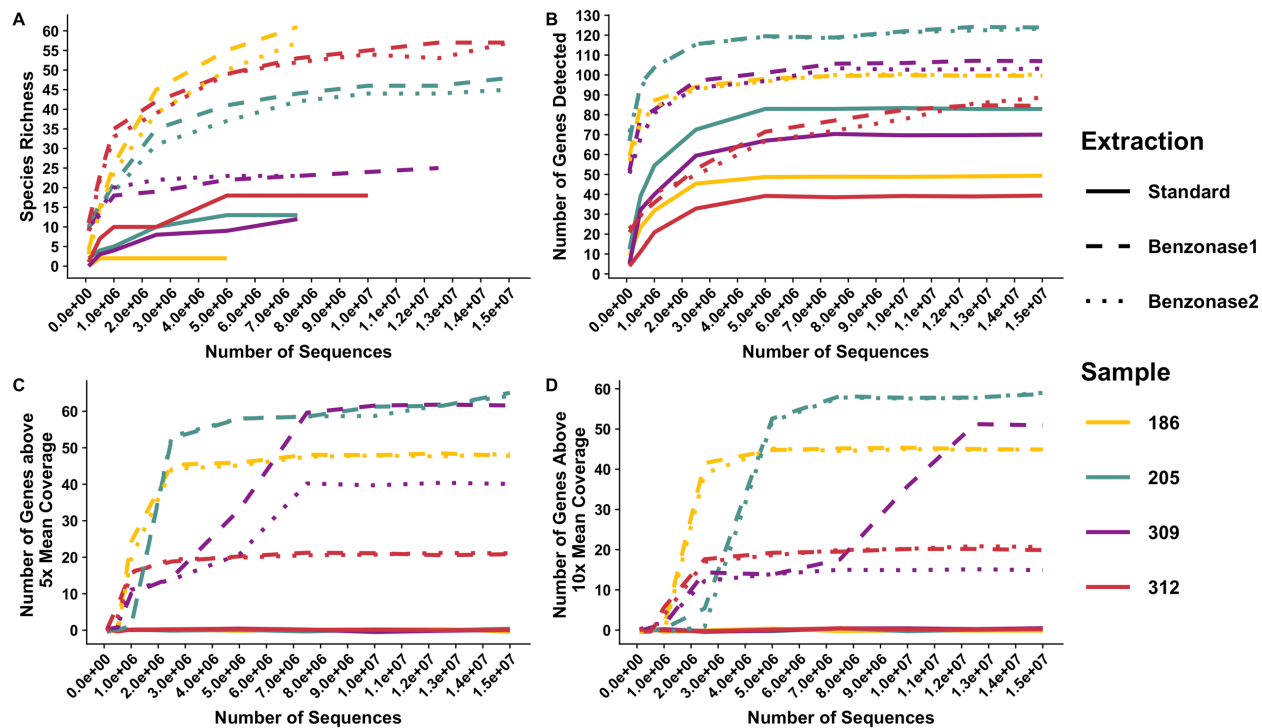 A
Species Richness
60
55
50
45
40
35
30
25
20
15
10
5
0
0.0e+00
1.0e+06
2.0e+06
3.0e+06
4.0e+06
5.0e+06
6.0e+06
7.0e+06
8.0e+06
9.0e+06
1.0e+07
1.1e+07
1.2e+07
1.3e+07
1.4e+07
1.5e+07
Number of Sequences
B
Number of Genes Detected
130
120
110
100
90
80
70
60
50
40
30
20
10
0
0.0e+00
1.0e+06
2.0e+06
3.0e+06
4.0e+06
5.0e+06
6.0e+06
7.0e+06
8.0e+06
9.0e+06
1.0e+07
1.1e+07
1.2e+07
1.3e+07
1.4e+07
1.5e+07
Number of Sequences
C
Number of Genes above
5x Mean Coverage
60
50
40
30
20
10
0
0.0e+00
1.0e+06
2.0e+06
3.0e+06
4.0e+06
5.0e+06
6.0e+06
7.0e+06
8.0e+06
9.0e+06
1.0e+07
1.1e+07
1.2e+07
1.3e+07
1.4e+07
1.5e+07
Number of Sequences
D
Number of Genes Above
10x Mean Coverage
60
50
40
30
20
10
0
0.0e+00
1.0e+06
2.0e+06
3.0e+06
4.0e+06
5.0e+06
6.0e+06
7.0e+06
8.0e+06
9.0e+06
1.0e+07
1.1e+07
1.2e+07
1.3e+07
1.4e+07
1.5e+07
Number of Sequences
Extraction
Standard
Benzonase1
Benzonase2
Sample
186
205
309
312